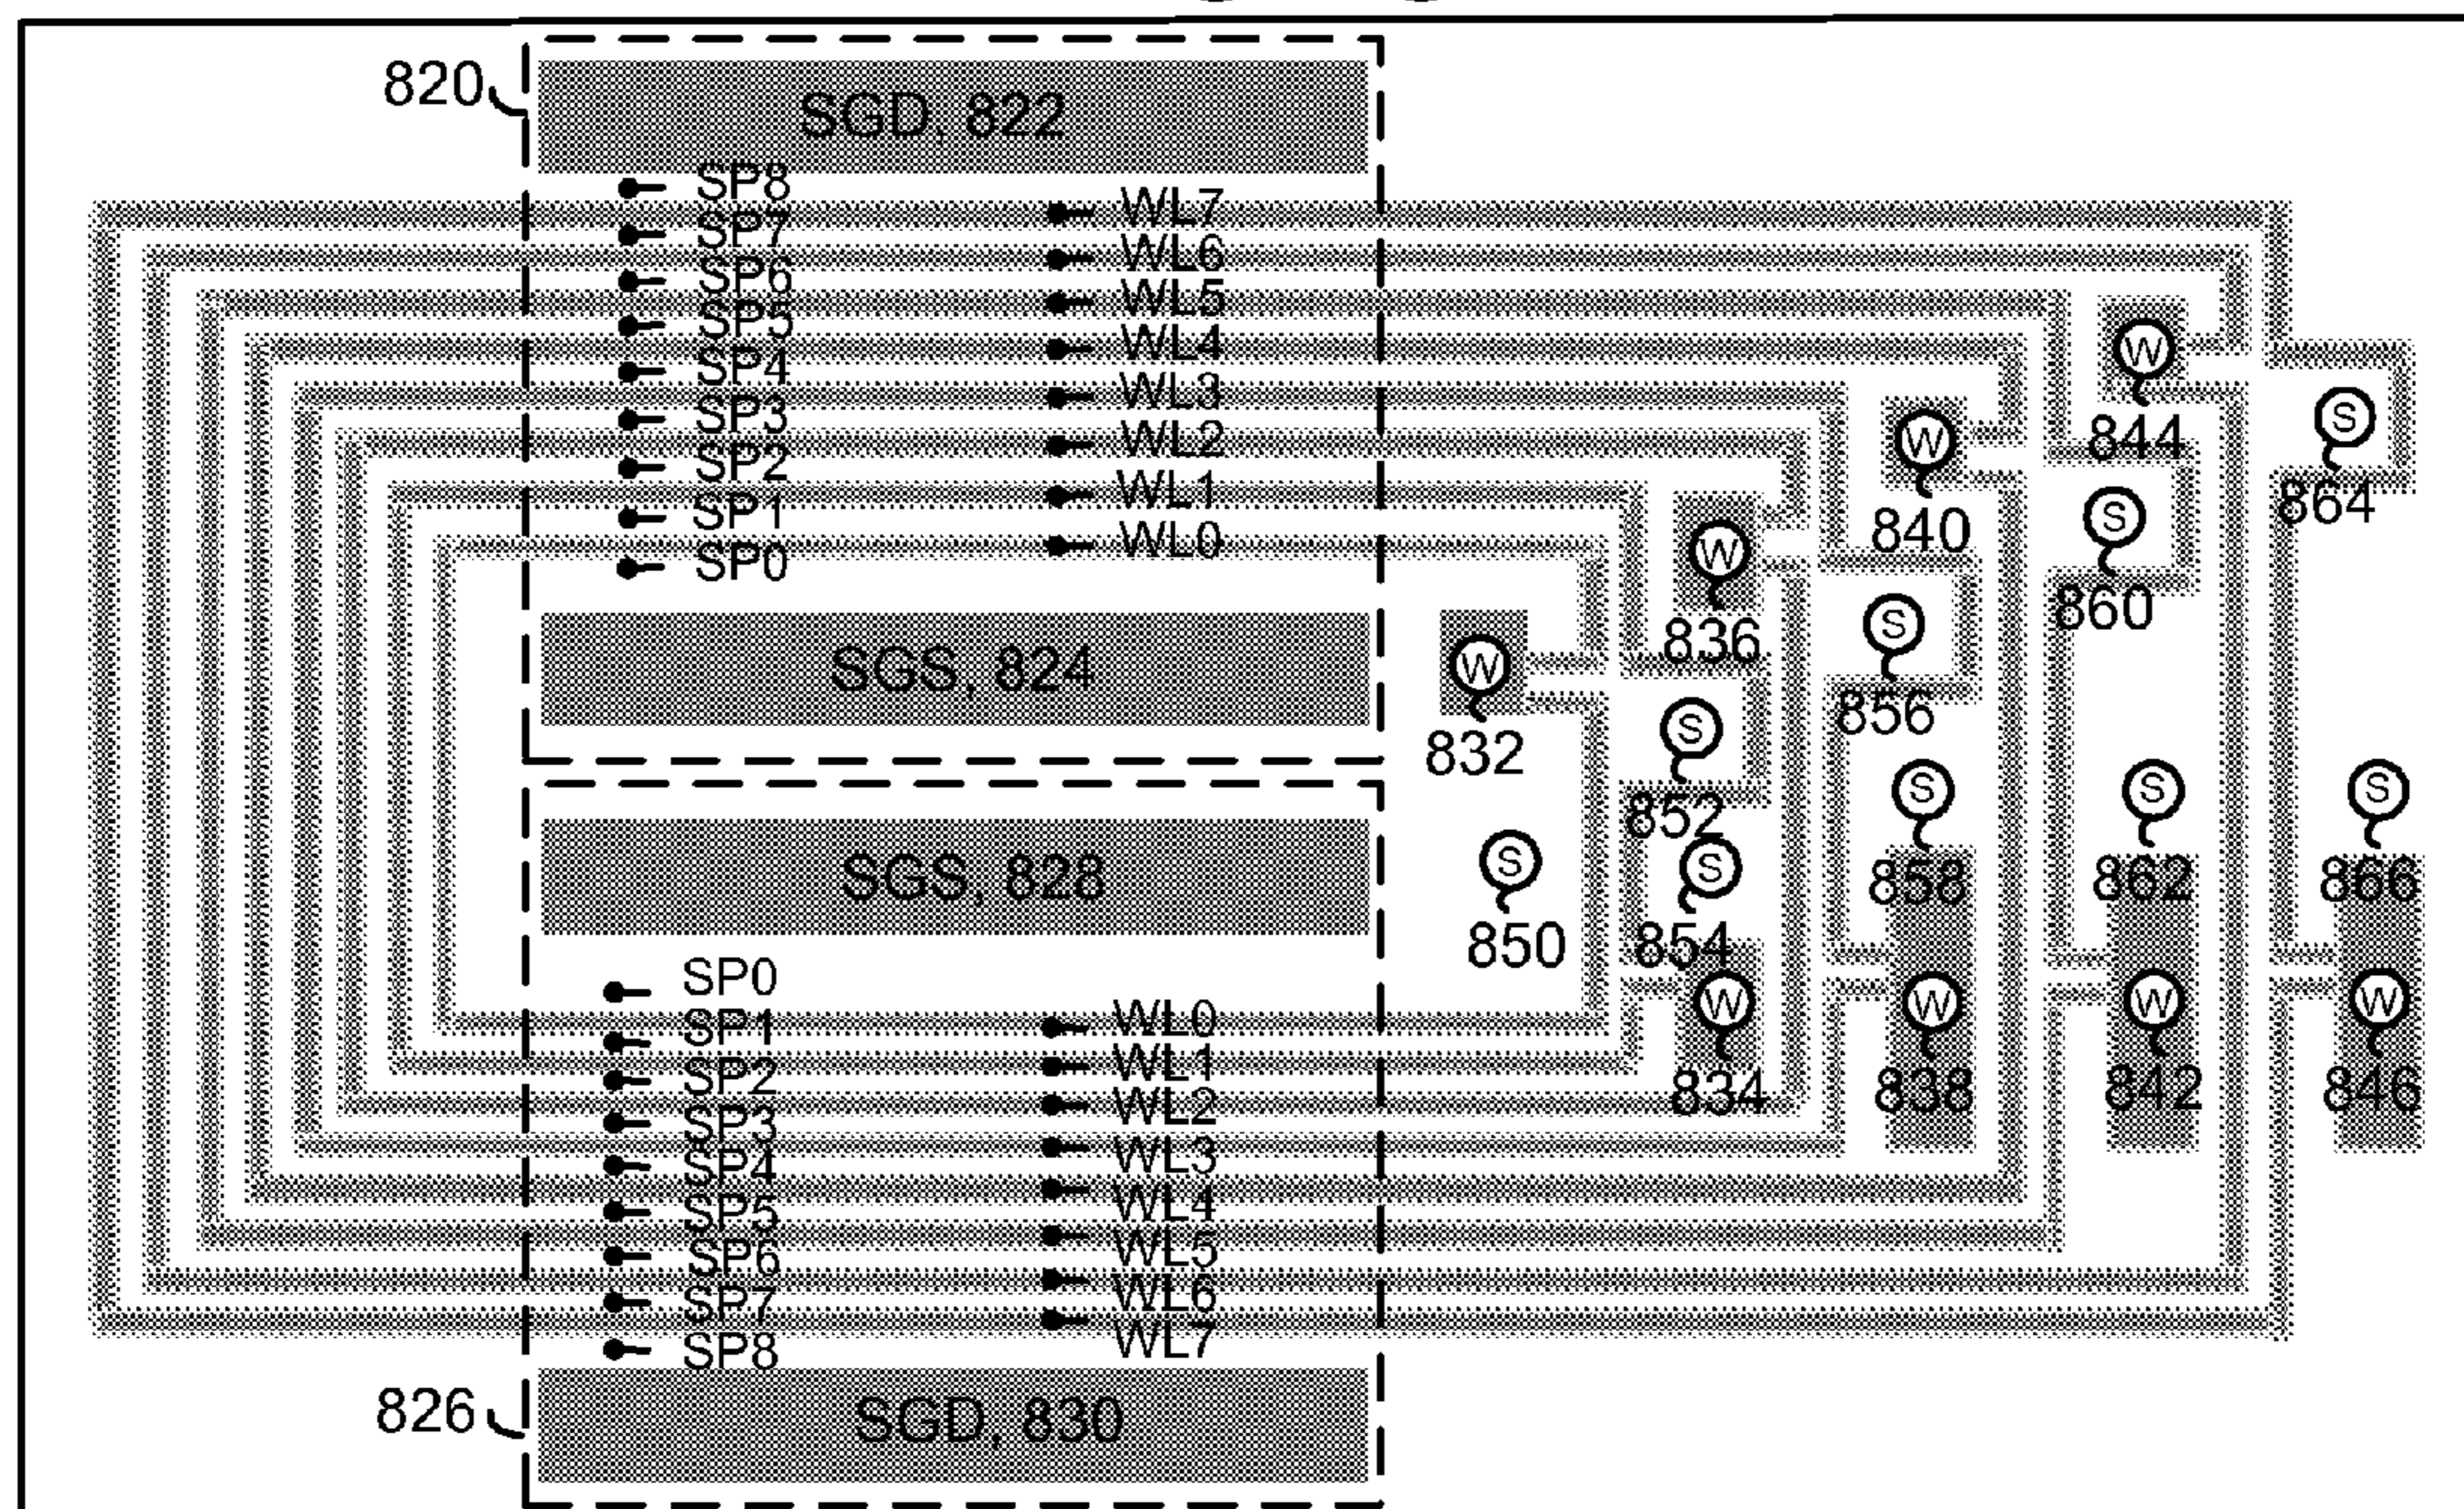 820
SGD, 822
SP8
WL7
SP7
WL6
SP6
WL5
SP5
WL4
SP4
WL3
SP3
WL2
SP2
WL1
SP1
WL0
SP0
SGS, 824
W
844
S
864
W
840
S
860
W
836
S
856
W
832
S
852
S
850
S
854
S
858
S
862
S
866
SGS, 828
SP0
WL0
SP1
WL1
SP2
WL2
SP3
WL3
SP4
WL4
SP5
WL5
SP6
WL6
SP7
WL7
SP8
W
834
W
838
W
842
W
846
826
SGD, 830